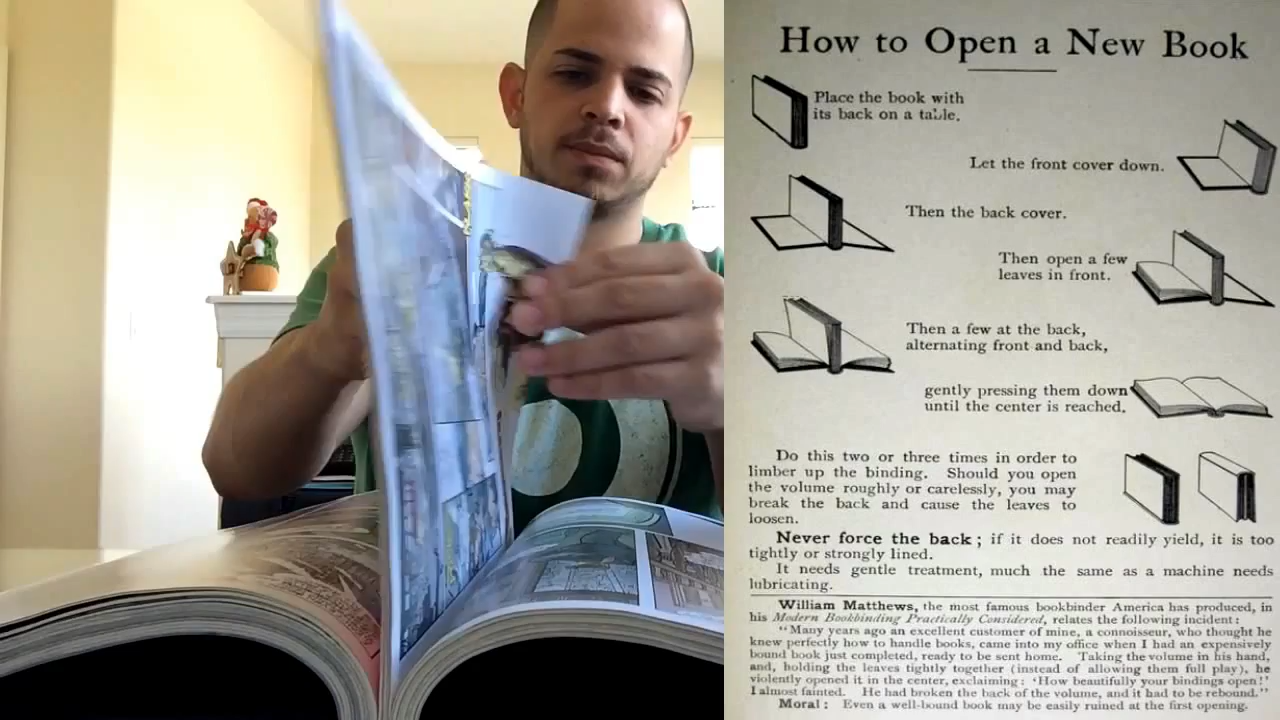 How to Open a New Book
Place the book with
its back on a table.
Let the front cover down.
Then the back cover.
Then open a few
leaves in front.
Then a few at the back,
alternating front and back,
gently pressing them down
until the center is reached.
Do this two or three times in order to
limber up the binding. Should you open
the volume roughly or carelessly, you may
break the back and cause the leaves to
loosen.
Never force the back; if it does not readily yield, it is too
tightly or strongly lined.
It needs gentle treatment, much the same as a machine needs
lubricating.
William Matthews, the most famous bookbinder America has produced, in
his Modern Bookbinding Practically Considered, relates the following incident:
"Many years ago an excellent customer of mine, a connoisseur, who thought he
knew perfectly how to handle books, came into my office when I had an expensively
bound book just completed, ready to be sent home. Taking the volume in his hand,
and, holding the leaves tightly together (instead of allowing them full play), he
violently opened it in the center, exclaiming: 'How beautifully your bindings open!'
I almost fainted. He had broken the back of the volume, and it had to be rebound."
Moral: Even a well-bound book may be easily ruined at the first opening.